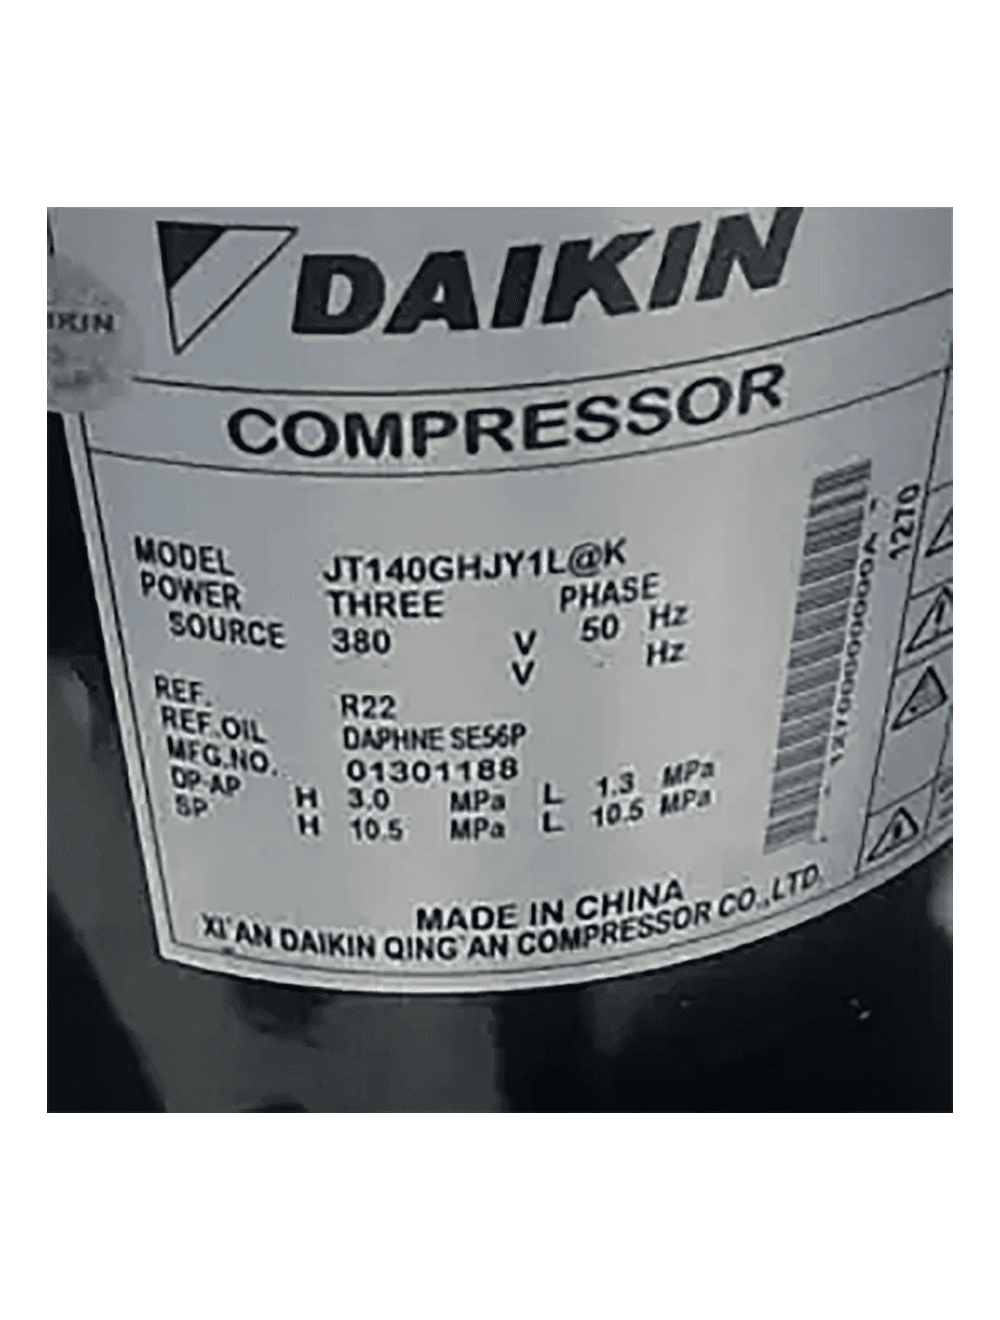 DAIKIN
IKIN
COMPRESSOR
MODEL JT140GHJY1L@K
POWER THREE PHASE
SOURCE 380 V 50 Hz
V Hz
REF. R22
REF.OIL DAPHNE SE56P
MFG.NO. 01301188
DP-AP H 3.0 MPa L 1.3 MPa
SP H 10.5 MPa L 10.5 MPa
MADE IN CHINA
XI'AN DAIKIN QING'AN COMPRESSOR CO.,LTD.
1270